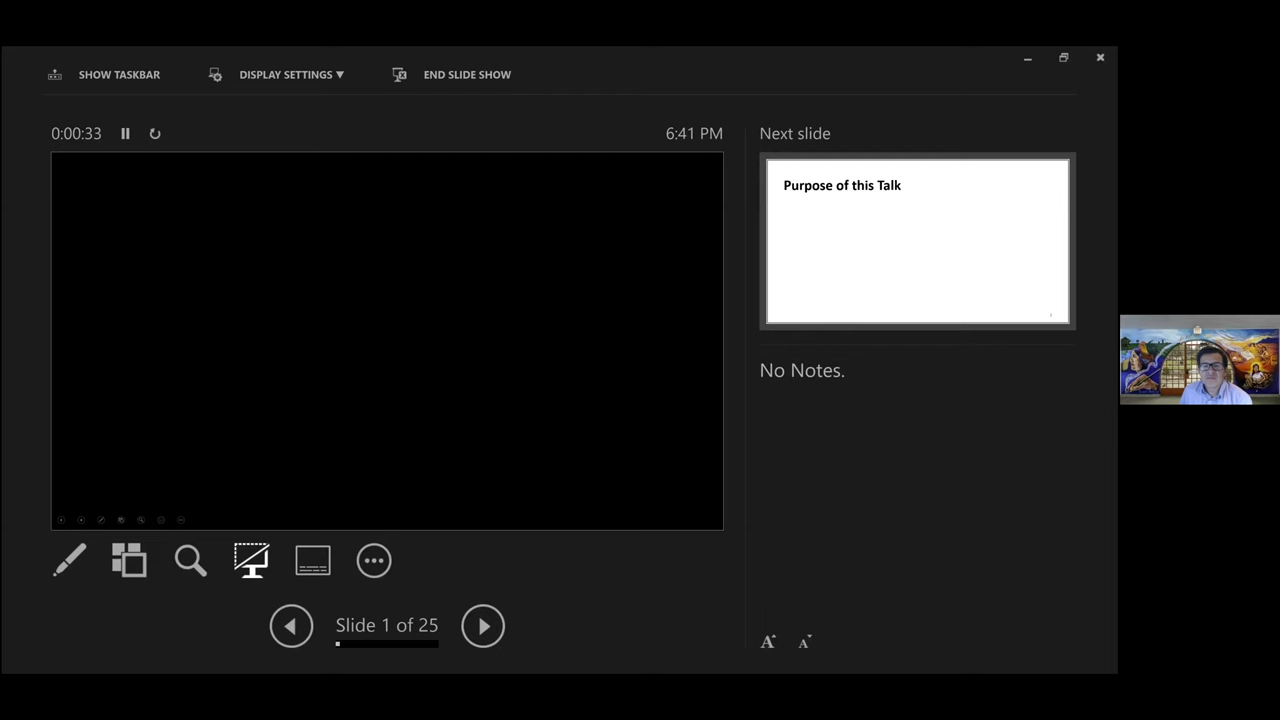 SHOW TASKBAR
DISPLAY SETTINGS ▼
END SLIDE SHOW
0:00:33
6:41 PM
Next slide
Purpose of this Talk
No Notes.
Slide 1 of 25
A A